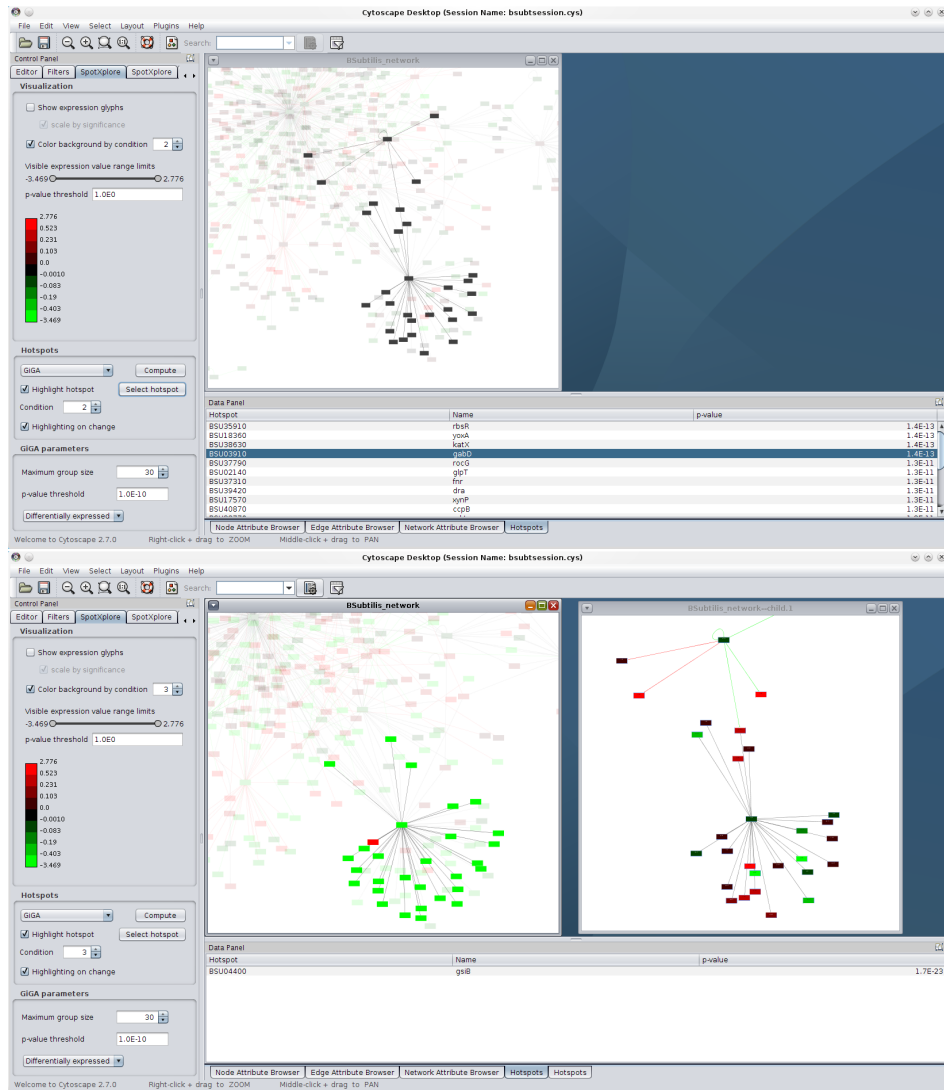 Cytoscape Desktop (Session Name: bsubtsession.cys)
File Edit View Select Layout Plugins Help
Search:
Control Panel
Editor Filters SpotXplore SpotXplore
BSubtilis_network
Visualization
Show expression glyphs
scale by significance
Color background by condition 2
Visible expression value range limits
-3.469 2.776
p-value threshold 1.0E0
2.776
0.523
0.231
0.103
0.0
-0.0010
-0.083
-0.19
-0.403
-3.469
Hotspots
GiGA Compute
Highlight hotspot Select hotspot
Condition 2
Highlighting on change
GiGA parameters
Maximum group size 30
p-value threshold 1.0E-10
Differentially expressed
Data Panel
Hotspot Name p-value
BSU35910 rbsR 1.4E-13
BSU18360 yoxA 1.4E-13
BSU38630 katX 1.4E-13
BSU03910 gabD 1.4E-13
BSU37790 rocG 1.3E-11
BSU02140 glpT 1.3E-11
BSU37310 fnr 1.3E-11
BSU39420 dra 1.3E-11
BSU17570 xynP 1.3E-11
BSU40870 ccpB 1.3E-11
Node Attribute Browser Edge Attribute Browser Network Attribute Browser Hotspots
Welcome to Cytoscape 2.7.0 Right-click + drag to ZOOM Middle-click + drag to PAN
Cytoscape Desktop (Session Name: bsubtsession.cys)
File Edit View Select Layout Plugins Help
Search:
Control Panel
Editor Filters SpotXplore SpotXplore
BSubtilis_network
BSubtilis_network--child.1
Visualization
Show expression glyphs
scale by significance
Color background by condition 3
Visible expression value range limits
-3.469 2.776
p-value threshold 1.0E0
2.776
0.523
0.231
0.103
0.0
-0.0010
-0.083
-0.19
-0.403
-3.469
Hotspots
GiGA Compute
Highlight hotspot Select hotspot
Condition 3
Highlighting on change
GiGA parameters
Maximum group size 30
p-value threshold 1.0E-10
Differentially expressed
Data Panel
Hotspot Name p-value
BSU04400 gsiB 1.7E-23
Node Attribute Browser Edge Attribute Browser Network Attribute Browser Hotspots Hotspots
Welcome to Cytoscape 2.7.0 Right-click + drag to ZOOM Middle-click + drag to PAN